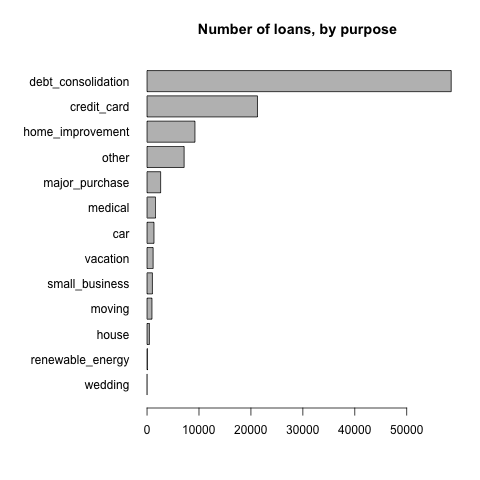 Number of loans, by purpose
debt_consolidation
credit_card
home_improvement
other
major_purchase
medical
car
vacation
small_business
moving
house
renewable_energy
wedding
0 10000 20000 30000 40000 50000